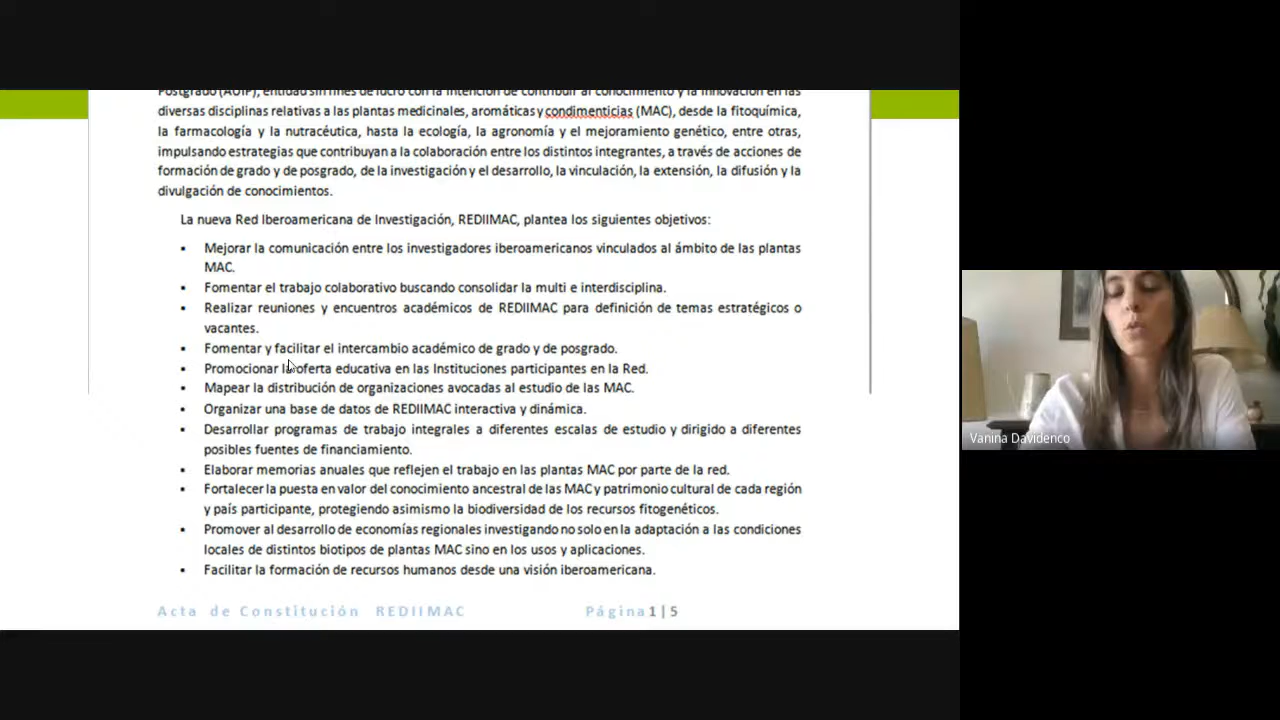 Postgrado (AUIP), entidad sin fines de lucro con la intención de contribuir al conocimiento y la innovación en las
diversas disciplinas relativas a las plantas medicinales, aromáticas y condimenticias (MAC), desde la fitoquímica,
la farmacología y la nutracéutica, hasta la ecología, la agronomía y el mejoramiento genético, entre otras,
impulsando estrategias que contribuyan a la colaboración entre los distintos integrantes, a través de acciones de
formación de grado y de posgrado, de la investigación y el desarrollo, la vinculación, la extensión, la difusión y la
divulgación de conocimientos.
La nueva Red Iberoamericana de Investigación, REDIIMAC, plantea los siguientes objetivos:
▪ Mejorar la comunicación entre los investigadores iberoamericanos vinculados al ámbito de las plantas
MAC.
▪ Fomentar el trabajo colaborativo buscando consolidar la multi e interdisciplina.
▪ Realizar reuniones y encuentros académicos de REDIIMAC para definición de temas estratégicos o
vacantes.
▪ Fomentar y facilitar el intercambio académico de grado y de posgrado.
▪ Promocionar la oferta educativa en las Instituciones participantes en la Red.
▪ Mapear la distribución de organizaciones avocadas al estudio de las MAC.
▪ Organizar una base de datos de REDIIMAC interactiva y dinámica.
▪ Desarrollar programas de trabajo integrales a diferentes escalas de estudio y dirigido a diferentes
posibles fuentes de financiamiento.
▪ Elaborar memorias anuales que reflejen el trabajo en las plantas MAC por parte de la red.
▪ Fortalecer la puesta en valor del conocimiento ancestral de las MAC y patrimonio cultural de cada región
y país participante, protegiendo asimismo la biodiversidad de los recursos fitogenéticos.
▪ Promover al desarrollo de economías regionales investigando no solo en la adaptación a las condiciones
locales de distintos biotipos de plantas MAC sino en los usos y aplicaciones.
▪ Facilitar la formación de recursos humanos desde una visión iberoamericana.
Acta de Constitución REDIIMAC Página 1 | 5
Vanina Davidenco